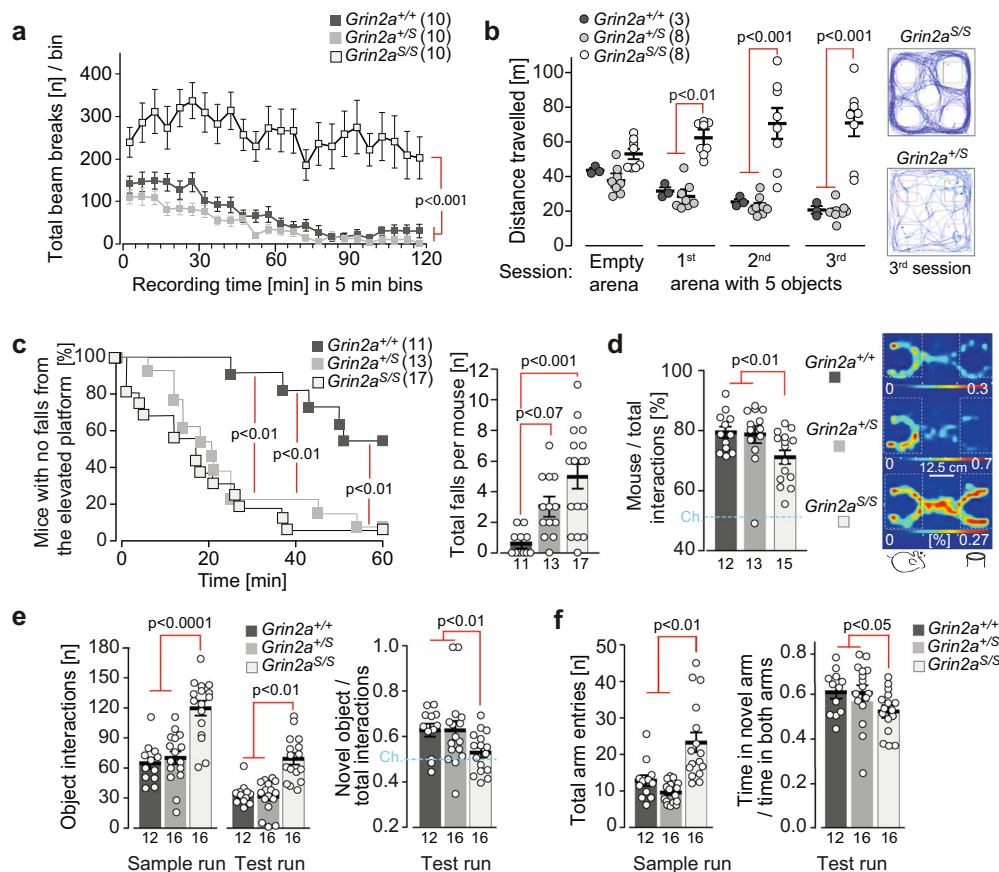 a
Grin2a+/+ (10)
Grin2a+/S (10)
Grin2aS/S (10)
Total beam breaks [n] / bin
400
300
200
100
0
p<0.001
0 30 60 90 120
Recording time [min] in 5 min bins
b
Grin2a+/+ (3)
Grin2a+/S (8)
Grin2aS/S (8)
Distance travelled [m]
120
100
80
60
40
20
0
p<0.01
p<0.001
p<0.001
Session: Empty arena
1st 2nd 3rd
arena with 5 objects
Grin2aS/S
Grin2a+/S
3rd session
c
Grin2a+/+ (11)
Grin2a+/S (13)
Grin2aS/S (17)
Mice with no falls from
the elevated platform [%]
100
80
60
40
20
0
p<0.01
p<0.01
p<0.01
0 20 40 60
Time [min]
Total falls per mouse [n]
12
10
8
6
4
2
0
p<0.001
p<0.07
11 13 17
d
Mouse / total
interactions [%]
100
80
60
40
p<0.01
Ch.
12 13 15
Grin2a+/+
Grin2a+/S
Grin2aS/S
0 0.3
0 0.7
12.5 cm
0 [%] 0.27
e
Grin2a+/+
Grin2a+/S
Grin2aS/S
Object interactions [n]
180
150
120
90
60
30
0
p<0.0001
p<0.01
12 16 16 12 16 16
Sample run Test run
Novel object /
total interactions
1.0
0.8
0.6
0.4
0.2
p<0.01
Ch.
12 16 16
Test run
f
Total arm entries [n]
50
40
30
20
10
0
p<0.01
12 16 16
Sample run
Time in novel arm
/ time in both arms
0.8
0.6
0.4
0.2
0.0
p<0.05
12 16 16
Test run
Grin2a+/+
Grin2a+/S
Grin2aS/S